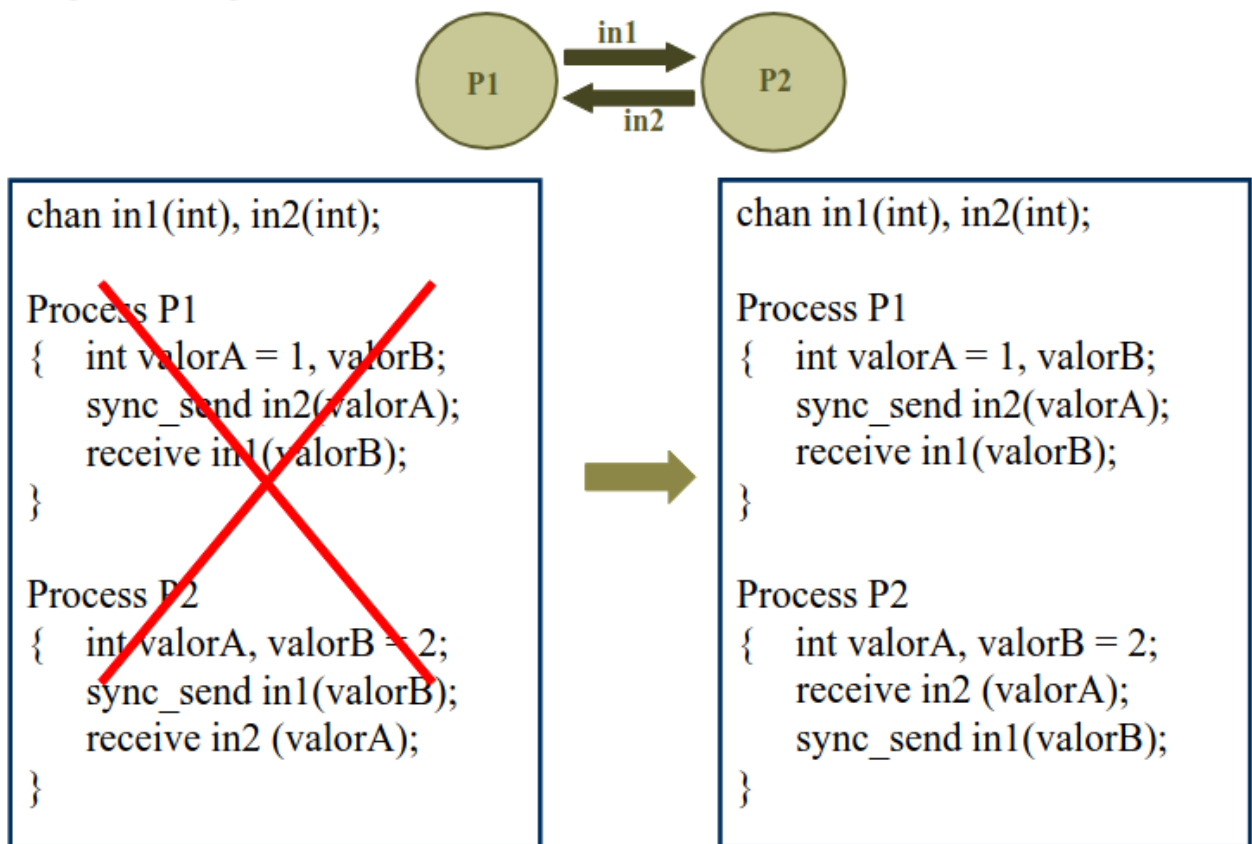 in1
P1
P2
in2
chan in1(int), in2(int);
Process P1
{ int valorA = 1, valorB;
sync_send in2(valorA);
receive in1(valorB);
}
Process P2
{ int valorA, valorB = 2;
sync_send in1(valorB);
receive in2 (valorA);
}
chan in1(int), in2(int);
Process P1
{ int valorA = 1, valorB;
sync_send in2(valorA);
receive in1(valorB);
}
Process P2
{ int valorA, valorB = 2;
receive in2 (valorA);
sync_send in1(valorB);
}